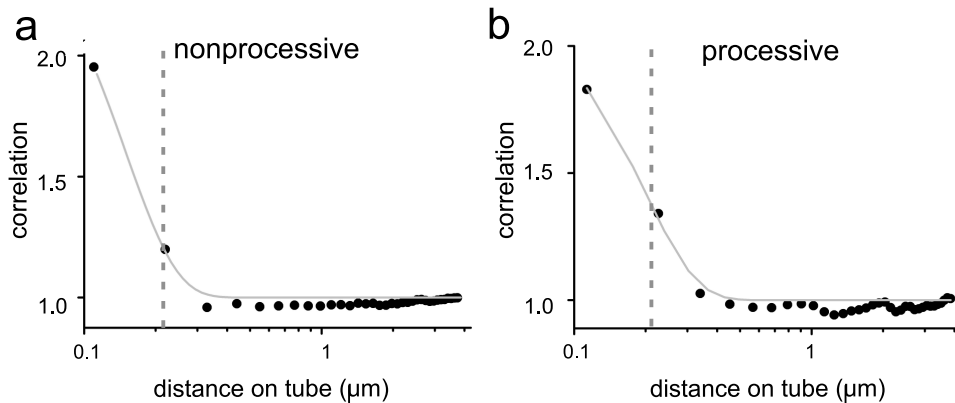 a
nonprocessive
2.0
1.5
1.0
correlation
0.1
1
distance on tube (µm)
b
processive
2.0
1.5
1.0
correlation
0.1
1
distance on tube (µm)